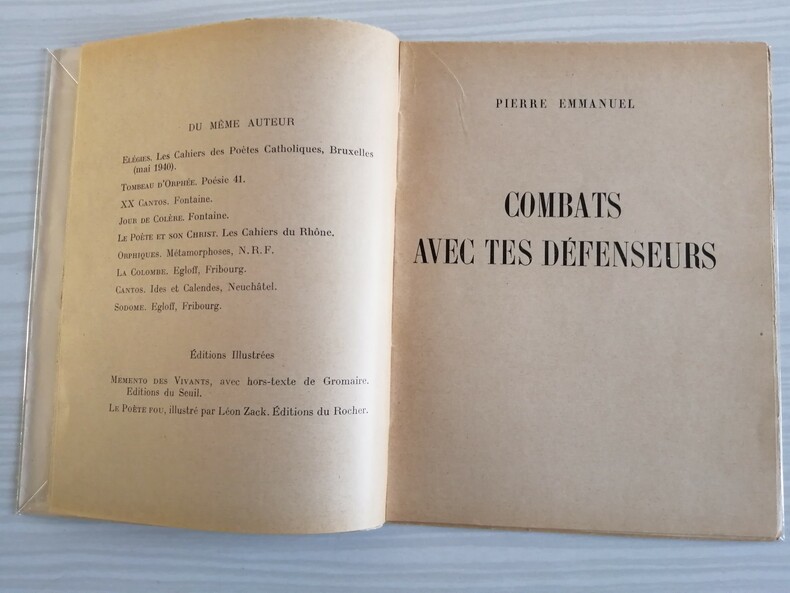 DU MÊME AUTEUR
ELÉGIES. Les Cahiers des Poètes Catholiques, Bruxelles
(mai 1940).
TOMBEAU D'ORPHÉE. Poésie 41.
XX CANTOS. Fontaine.
JOUR DE COLÈRE. Fontaine.
LE POÈTE ET SON CHRIST. Les Cahiers du Rhône.
ORPHIQUES. Métamorphoses, N.R.F.
LA COLOMBE. Egloff, Fribourg.
CANTOS. Ides et Calendes, Neuchâtel.
SODOME. Egloff, Fribourg.
Éditions Illustrées
MEMENTO DES VIVANTS, avec hors-texte de Gromaire.
Editions du Seuil.
LE POÈTE FOU, illustré par Léon Zack. Éditions du Rocher.
PIERRE EMMANUEL
COMBATS
AVEC TES DÉFENSEURS